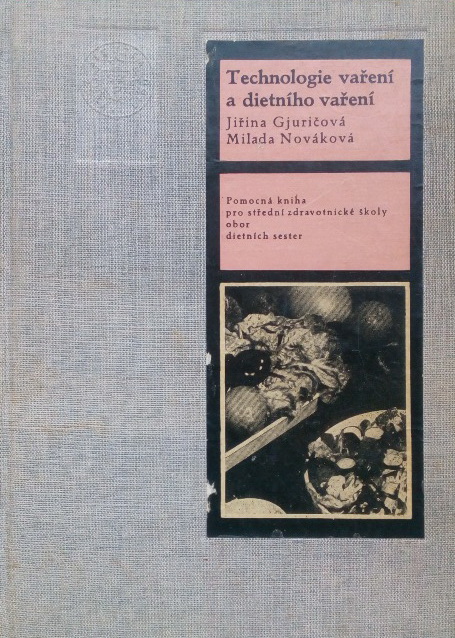 Technologie vaření
a dietního vaření
Jiřina Gjuričová
Milada Nováková
Pomocná kniha
pro střední zdravotnické školy
obor
dietních sester